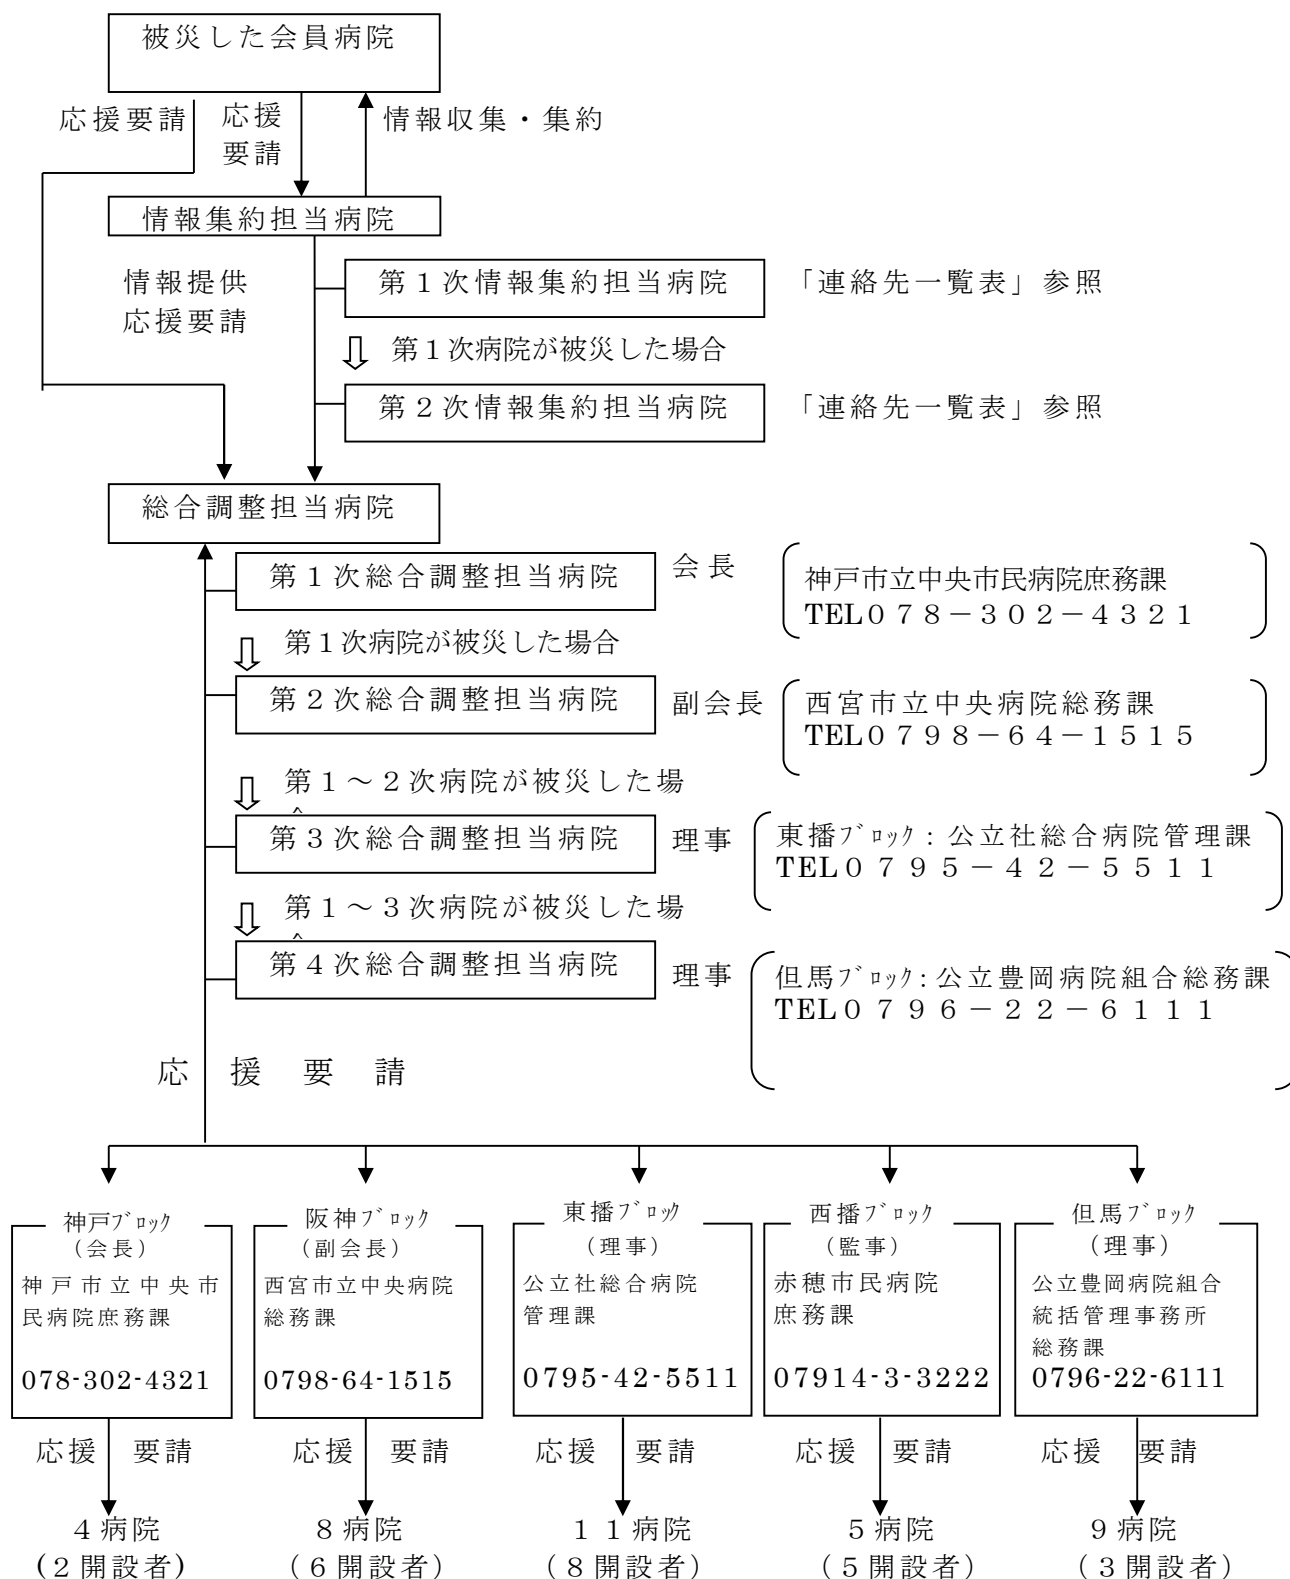 被災した会員病院
応援要請
応援
要請
情報収集・集約
情報集約担当病院
情報提供
応援要請
第１次情報集約担当病院
「連絡先一覧表」参照
第１次病院が被災した場合
第２次情報集約担当病院
「連絡先一覧表」参照
総合調整担当病院
第１次総合調整担当病院
会長
神戸市立中央市民病院庶務課
TEL０７８－３０２－４３２１
第１次病院が被災した場合
第２次総合調整担当病院
副会長
西宮市立中央病院総務課
TEL０７９８－６４－１５１５
第１～２次病院が被災した場
第３次総合調整担当病院
理事
東播ﾌﾞﾛｯｸ：公立社総合病院管理課
TEL０７９５－４２－５５１１
第１～３次病院が被災した場
第４次総合調整担当病院
理事
但馬ﾌﾞﾛｯｸ：公立豊岡病院組合総務課
TEL０７９６－２２－６１１１
応援要請
神戸ﾌﾞﾛｯｸ
（会長）
神戸市立中央市
民病院庶務課
078-302-4321
応援 要請
４病院
(２開設者)
阪神ﾌﾞﾛｯｸ
（副会長）
西宮市立中央病院
総務課
0798-64-1515
応援 要請
８病院
（６開設者）
東播ﾌﾞﾛｯｸ
（理事）
公立社総合病院
管理課
0795-42-5511
応援 要請
１１病院
（８開設者）
西播ﾌﾞﾛｯｸ
（監事）
赤穂市民病院
庶務課
07914-3-3222
応援 要請
５病院
（５開設者）
但馬ﾌﾞﾛｯｸ
（理事）
公立豊岡病院組合
統括管理事務所
総務課
0796-22-6111
応援 要請
９病院
（３開設者）